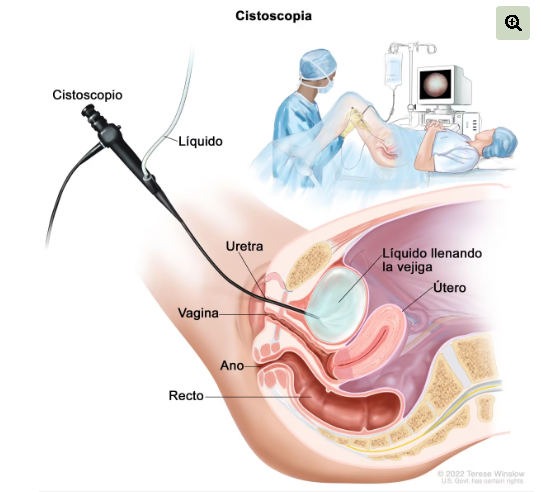 Cistoscopia
Cistoscopio
Líquido
Uretra
Líquido llenando
la vejiga
Útero
Vagina
Ano
Recto
© 2022 Terese Winslow
U.S. Govt. has certain rights